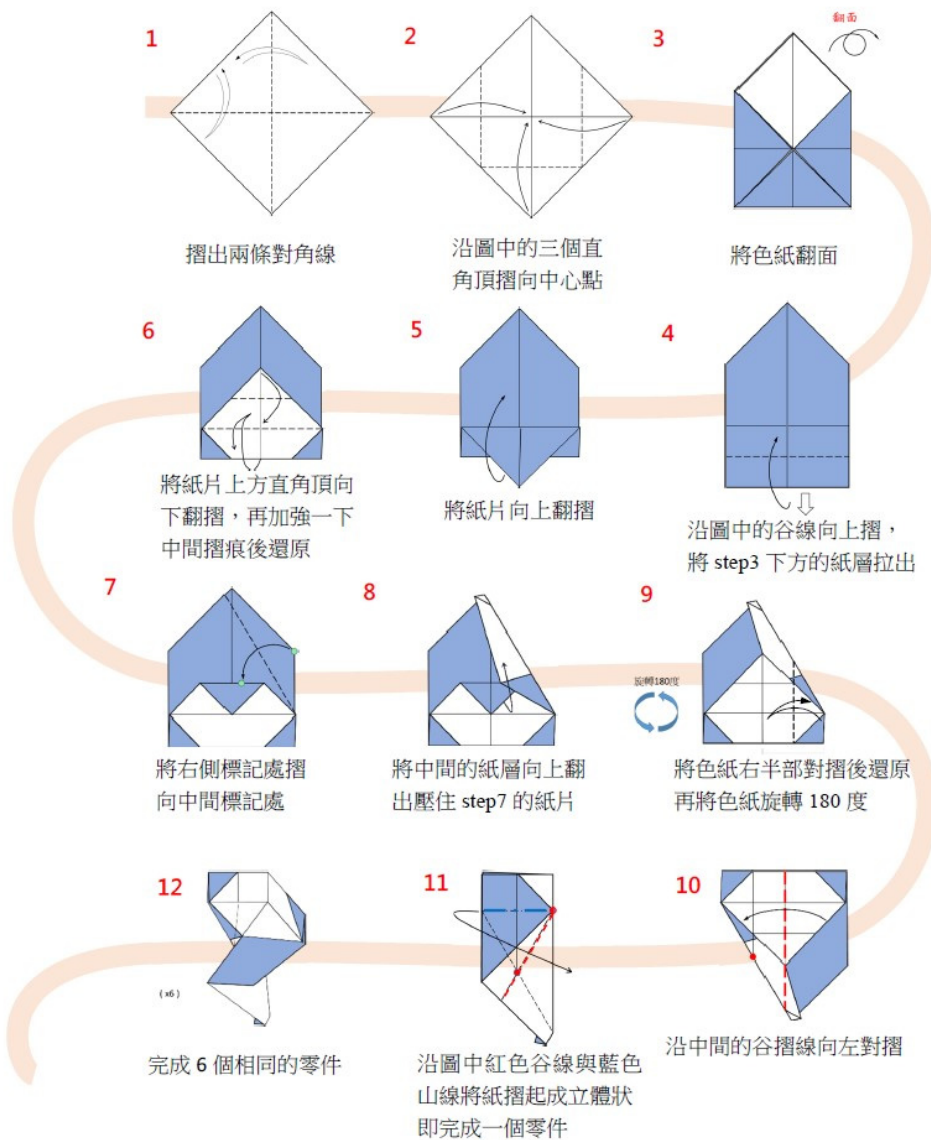 1
摺出兩條對角線
2
沿圖中的三個直
角頂摺向中心點
3
翻面
將色紙翻面
4
沿圖中的谷線向上摺，
將 step3 下方的紙層拉出
5
將紙片向上翻摺
6
將紙片上方直角頂向
下翻摺，再加強一下
中間摺痕後還原
7
將右側標記處摺
向中間標記處
8
將中間的紙層向上翻
出壓住 step7 的紙片
9
旋轉180度
將色紙右半部對摺後還原
再將色紙旋轉 180 度
10
沿中間的谷摺線向左對摺
11
沿圖中紅色谷線與藍色
山線將紙摺起成立體狀
即完成一個零件
12
( x6 )
完成 6 個相同的零件